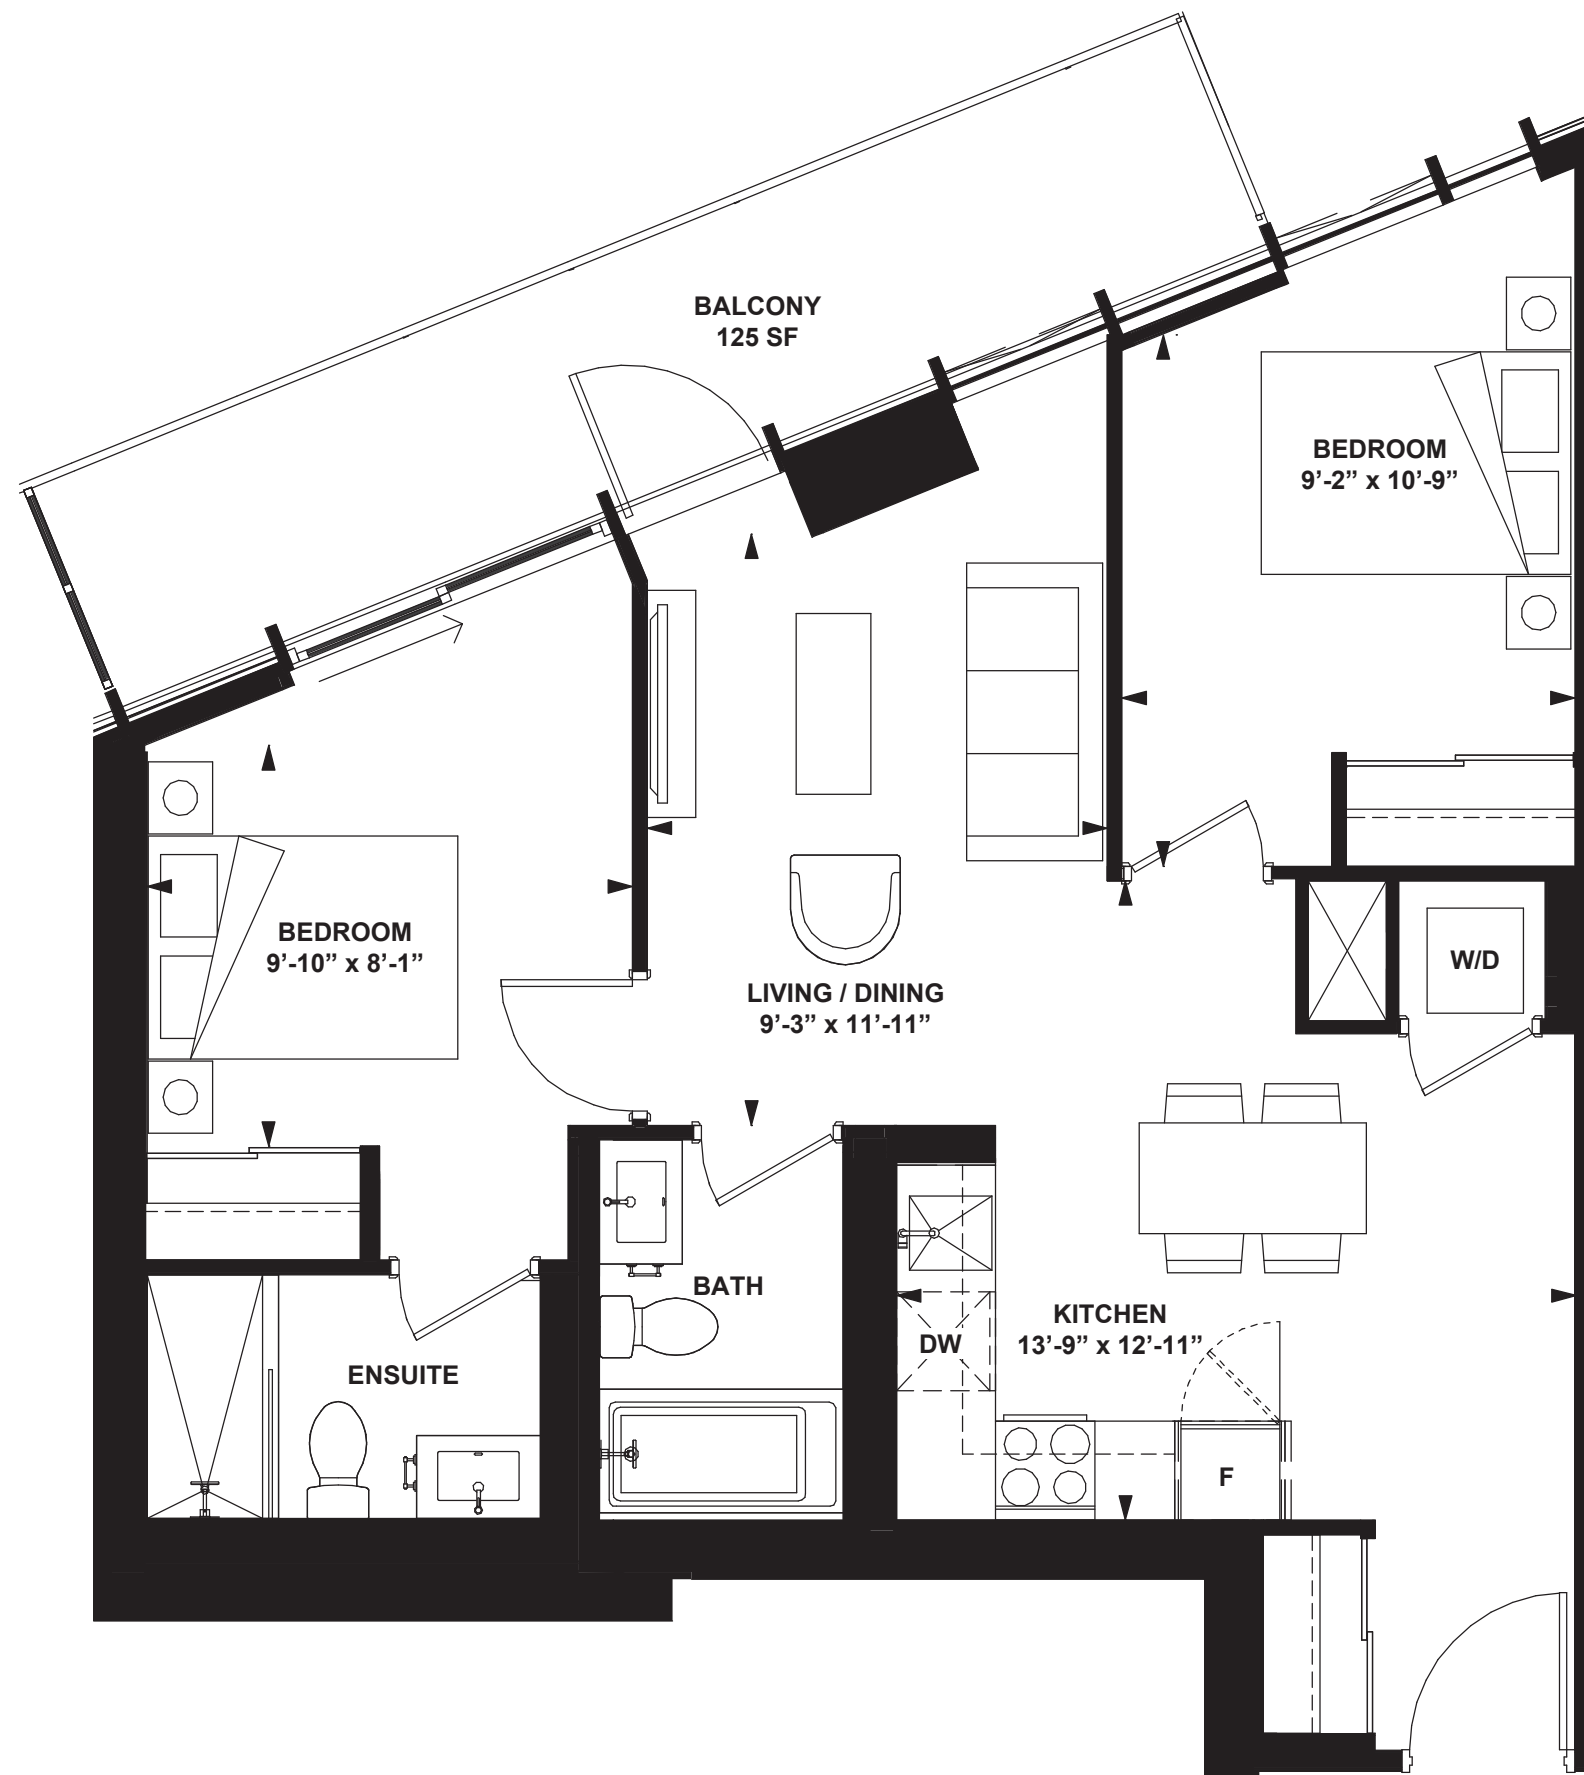 BALCONY
125 SF
BEDROOM
9’-2” x 10’-9”
BEDROOM
9’-10” x 8’-1”
W/D
LIVING / DINING
9’-3” x 11’-11”
BATH
KITCHEN
13’-9” x 12’-11”
DW
ENSUITE
F